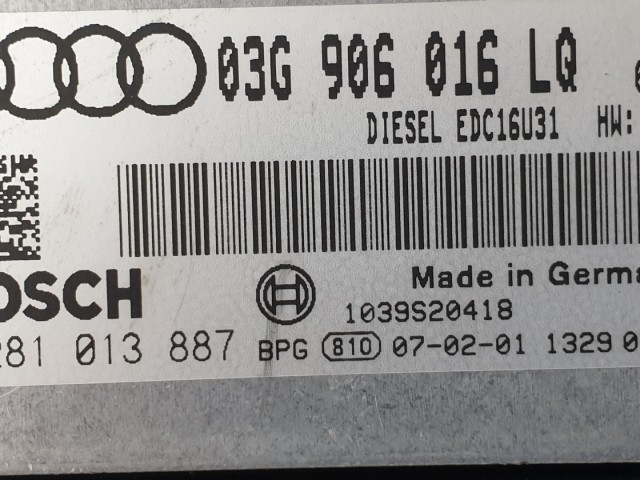 03G 906 016 LQ
DIESEL EDC16U31 HW:
OSCH
Made in Germa
1039S20418
281 013 887 BPG 810 07-02-01 1329 0